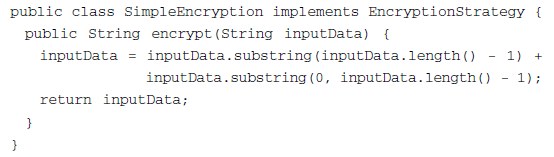 public class SimpleEncryption implements EncryptionStrategy {
  public String encrypt(String inputData) {
    inputData = inputData.substring(inputData.length() - 1) +
                inputData.substring(0, inputData.length() - 1);
    return inputData;
  }
}